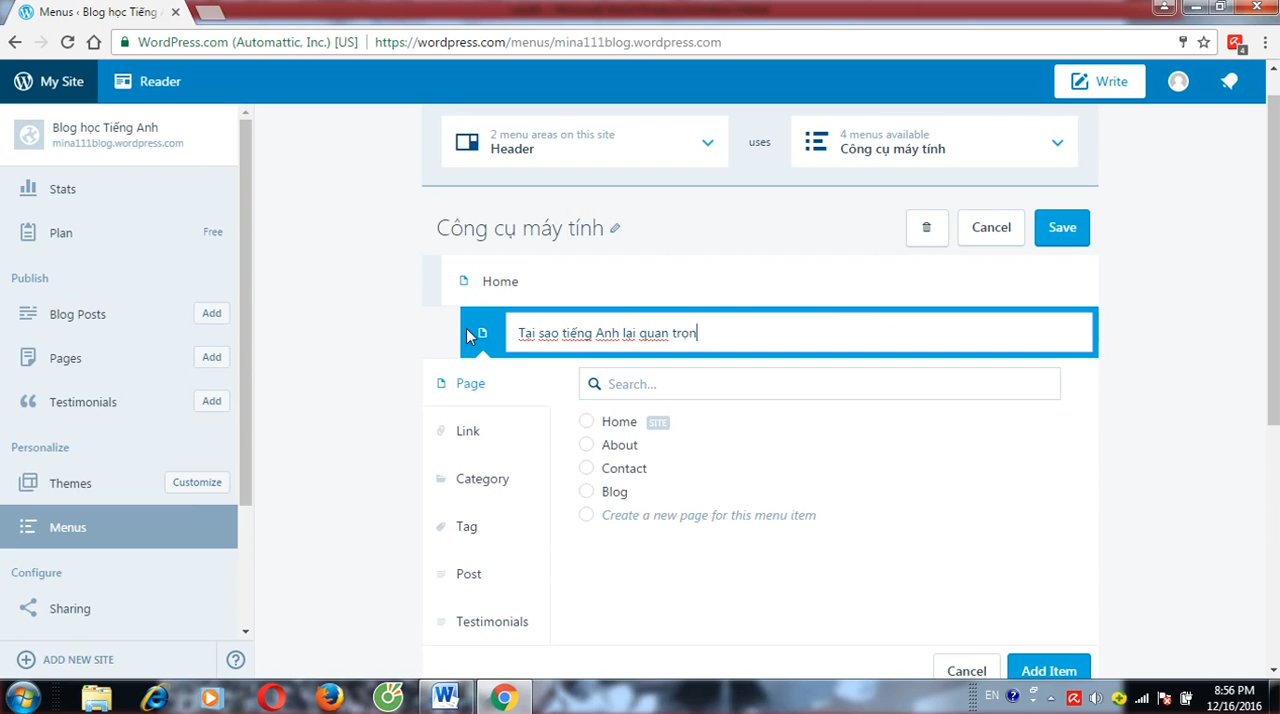 Menus ‹ Blog học Tiếng A
WordPress.com (Automattic, Inc.) [US]
https://wordpress.com/menus/mina111blog.wordpress.com
4
My Site
Reader
Write
Blog học Tiếng Anh
mina111blog.wordpress.com
Stats
Plan
Free
Publish
Blog Posts
Add
Pages
Add
Testimonials
Add
Personalize
Themes
Customize
Menus
Configure
Sharing
ADD NEW SITE
2 menu areas on this site
Header
uses
4 menus available
Công cụ máy tính
Công cụ máy tính
Cancel
Save
Home
Tại sao tiếng Anh lại quan trọn
Page
Link
Category
Tag
Post
Testimonials
Search...
Home
SITE
About
Contact
Blog
Create a new page for this menu item
Cancel
Add Item
EN
8:56 PM
12/16/2016